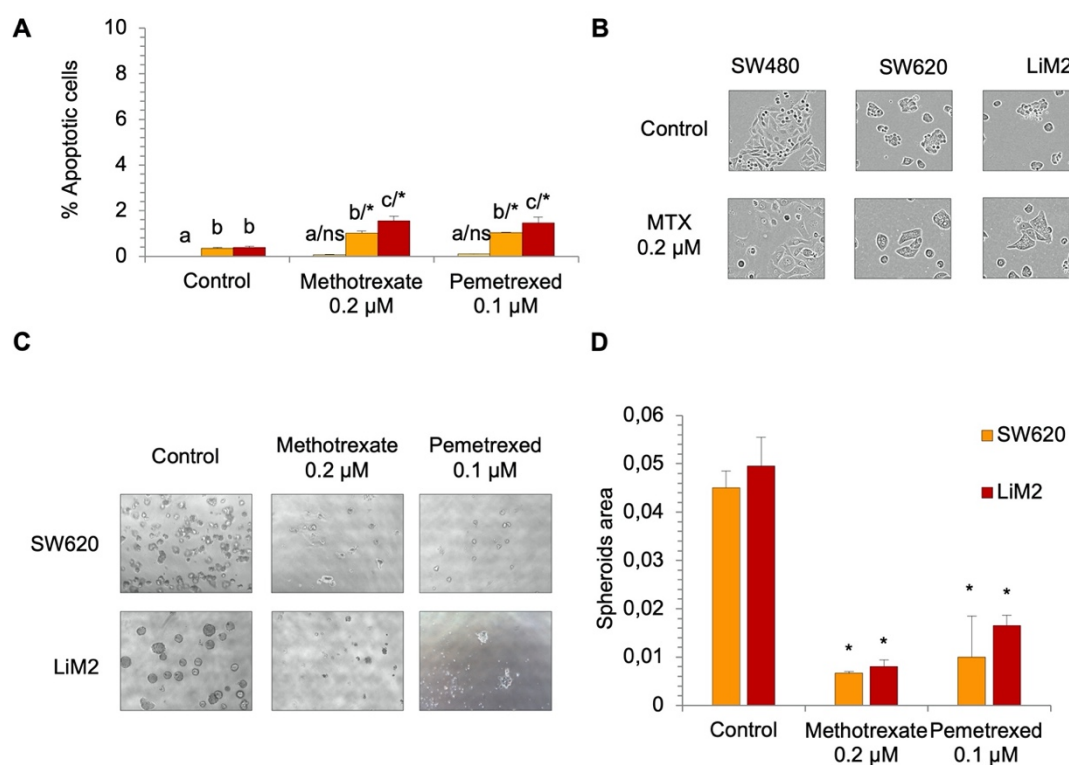 A
% Apoptotic cells
10
8
6
4
2
0
a
b
b
a/ns
b/*
c/*
a/ns
b/*
c/*
Control
Methotrexate
0.2 µM
Pemetrexed
0.1 µM
B
SW480
SW620
LiM2
Control
MTX
0.2 µM
C
Control
Methotrexate
0.2 µM
Pemetrexed
0.1 µM
SW620
LiM2
D
Spheroids area
0,06
0,05
0,04
0,03
0,02
0,01
0
SW620
LiM2
*
*
*
*
Control
Methotrexate
0.2 µM
Pemetrexed
0.1 µM